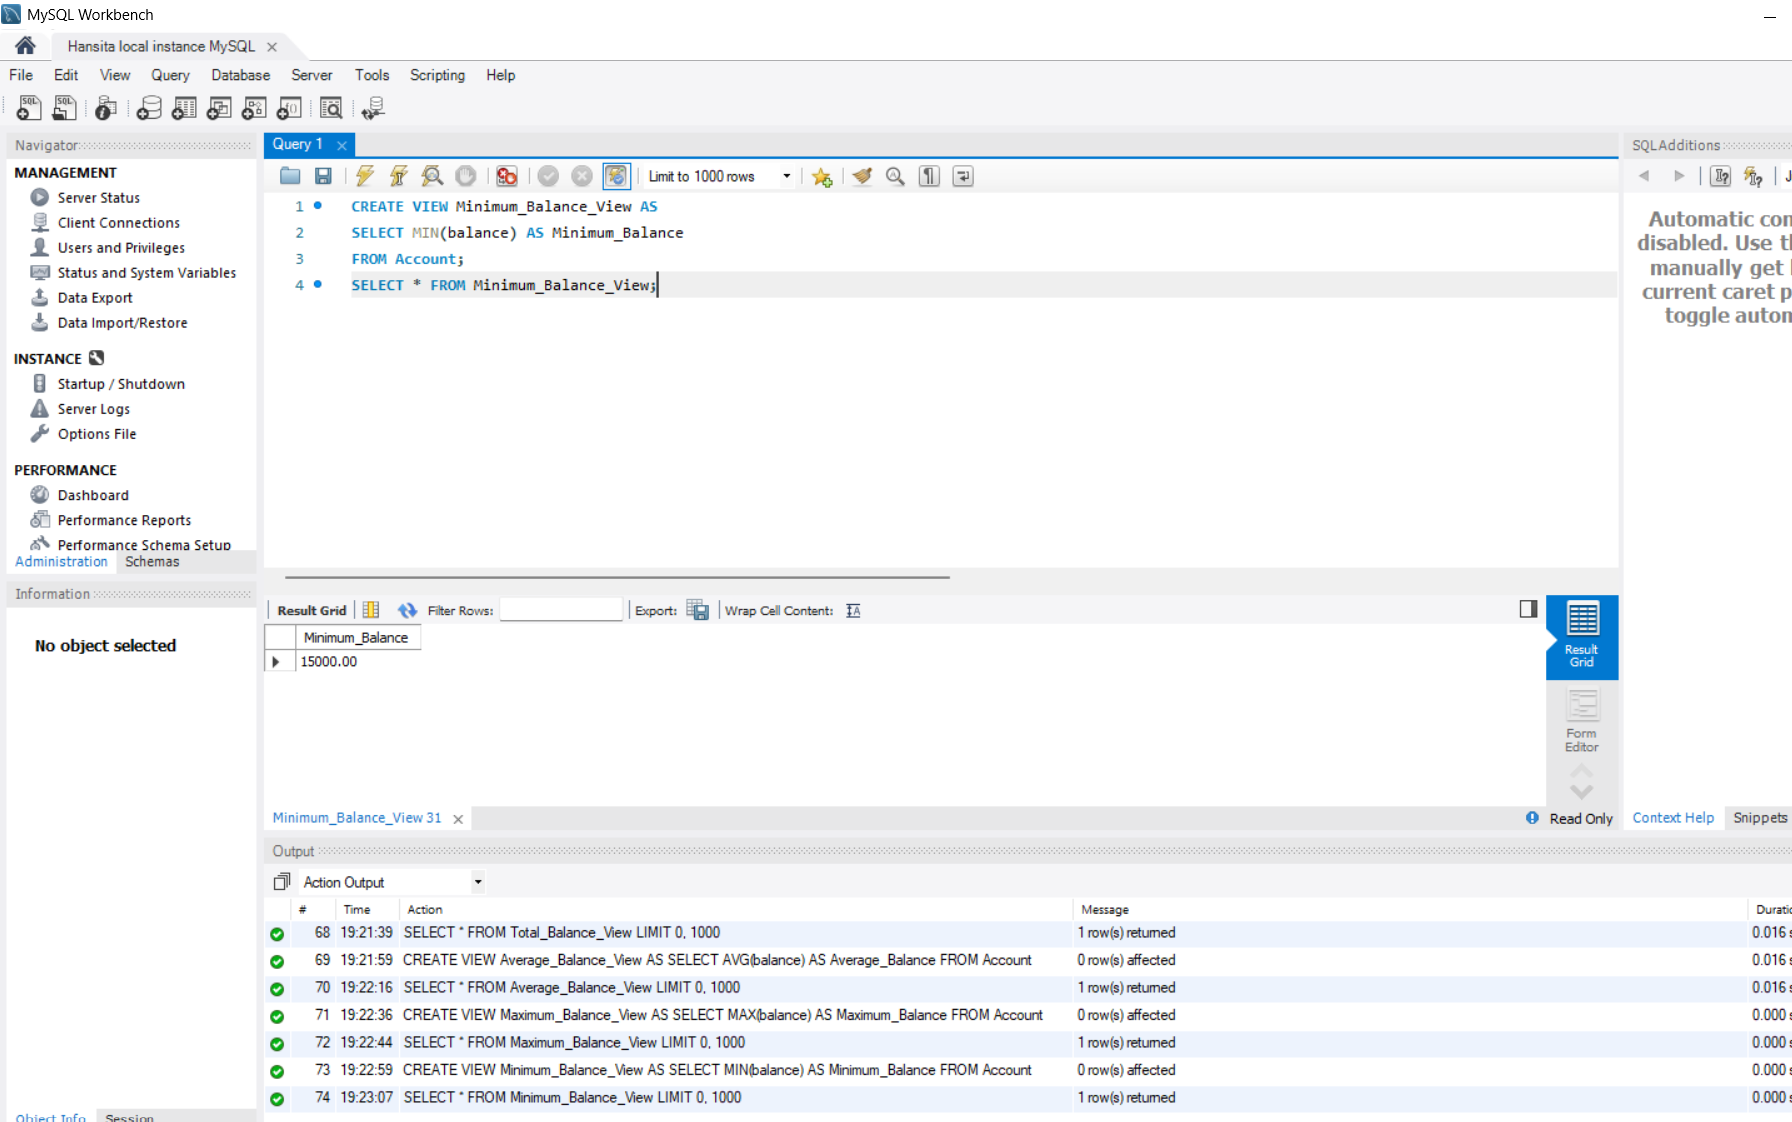 MySQL Workbench
Hansita local instance MySQL
File Edit View Query Database Server Tools Scripting Help
Navigator
MANAGEMENT
Server Status
Client Connections
Users and Privileges
Status and System Variables
Data Export
Data Import/Restore
INSTANCE
Startup / Shutdown
Server Logs
Options File
PERFORMANCE
Dashboard
Performance Reports
Performance Schema Setup
Administration Schemas
Information
No object selected
Object Info Session
Query 1
Limit to 1000 rows
1 CREATE VIEW Minimum_Balance_View AS
2 SELECT MIN(balance) AS Minimum_Balance
3 FROM Account;
4 SELECT * FROM Minimum_Balance_View;
Result Grid Filter Rows: Export: Wrap Cell Content:
Minimum_Balance
15000.00
Result
Grid
Form
Editor
Minimum_Balance_View 31
Read Only
SQLAdditions
Automatic con
disabled. Use th
manually get
current caret p
toggle autom
Context Help Snippets
Output
Action Output
# Time Action Message Duratio
68 19:21:39 SELECT * FROM Total_Balance_View LIMIT 0, 1000 1 row(s) returned 0.016 s
69 19:21:59 CREATE VIEW Average_Balance_View AS SELECT AVG(balance) AS Average_Balance FROM Account 0 row(s) affected 0.016 s
70 19:22:16 SELECT * FROM Average_Balance_View LIMIT 0, 1000 1 row(s) returned 0.016 s
71 19:22:36 CREATE VIEW Maximum_Balance_View AS SELECT MAX(balance) AS Maximum_Balance FROM Account 0 row(s) affected 0.000 s
72 19:22:44 SELECT * FROM Maximum_Balance_View LIMIT 0, 1000 1 row(s) returned 0.000 s
73 19:22:59 CREATE VIEW Minimum_Balance_View AS SELECT MIN(balance) AS Minimum_Balance FROM Account 0 row(s) affected 0.000 s
74 19:23:07 SELECT * FROM Minimum_Balance_View LIMIT 0, 1000 1 row(s) returned 0.000 s